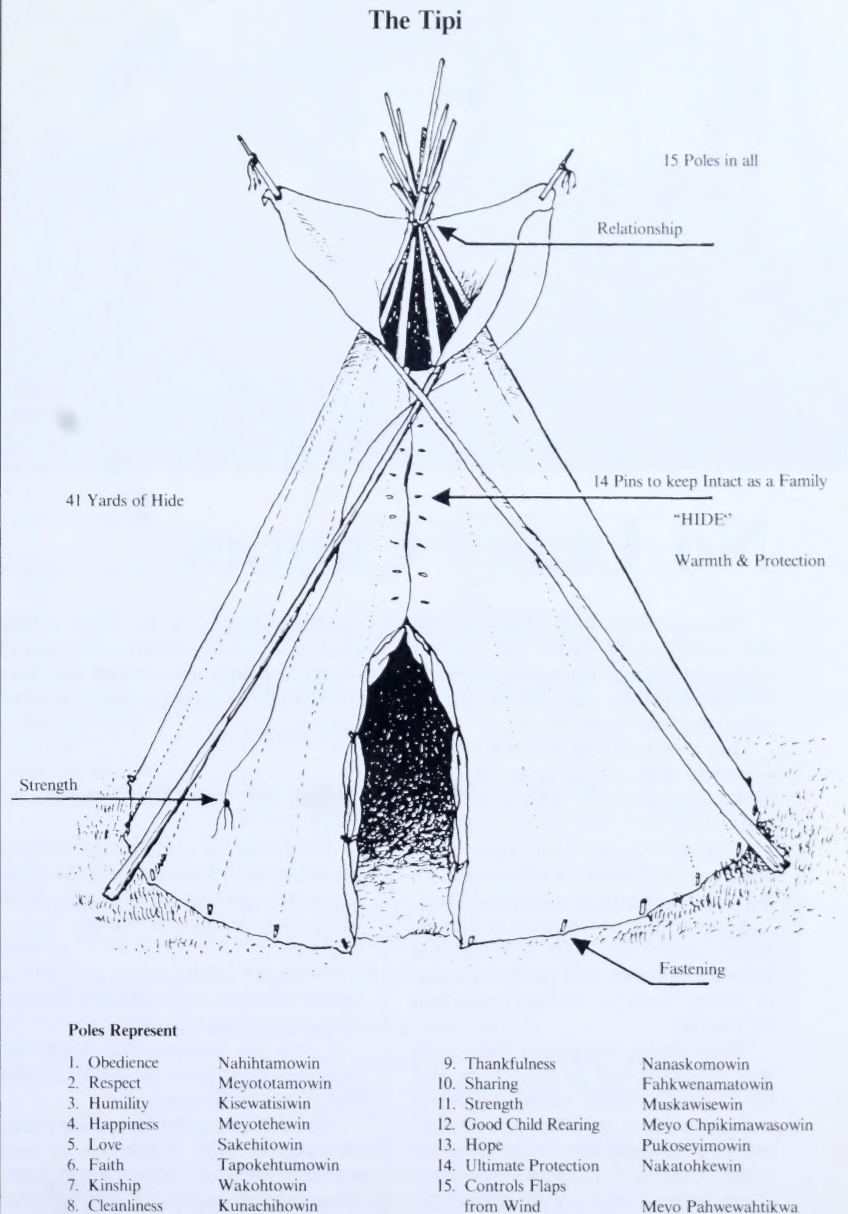 The Tipi
15 Poles in all
Relationship
14 Pins to keep Intact as a Family
41 Yards of Hide
"HIDE"
Warmth & Protection
Strength
Fastening
Poles Represent
1. Obedience Nahihtamowin
2. Respect Meyototamowin
3. Humility Kisewatisiwin
4. Happiness Meyotehewin
5. Love Sakehitowin
6. Faith Tapokehtumowin
7. Kinship Wakohtowin
8. Cleanliness Kunachihowin
9. Thankfulness Nanaskomowin
10. Sharing Fahkwenamatowin
11. Strength Muskawisewin
12. Good Child Rearing Meyo Chpikimawasowin
13. Hope Pukoseyimowin
14. Ultimate Protection Nakatohkewin
15. Controls Flaps
from Wind Meyo Pahwewahtikwa